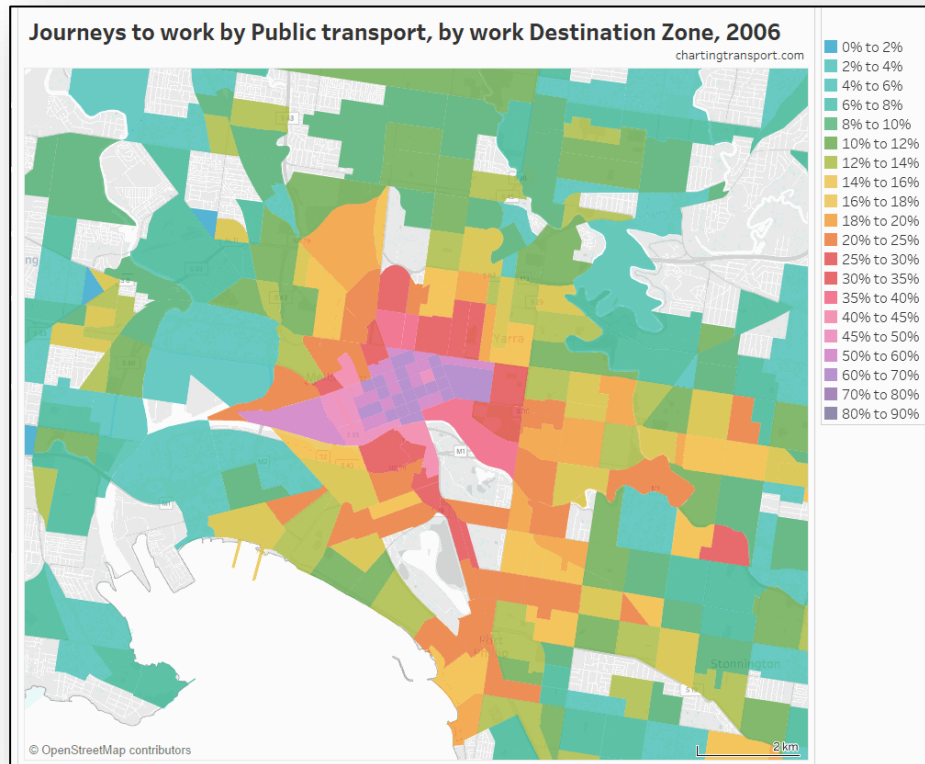 Journeys to work by Public transport, by work Destination Zone, 2006
chartingtransport.com
0% to 2%
2% to 4%
4% to 6%
6% to 8%
8% to 10%
10% to 12%
12% to 14%
14% to 16%
16% to 18%
18% to 20%
20% to 25%
25% to 30%
30% to 35%
35% to 40%
40% to 45%
45% to 50%
50% to 60%
60% to 70%
70% to 80%
80% to 90%
Yarra
M1
Stonnington
© OpenStreetMap contributors
2 km